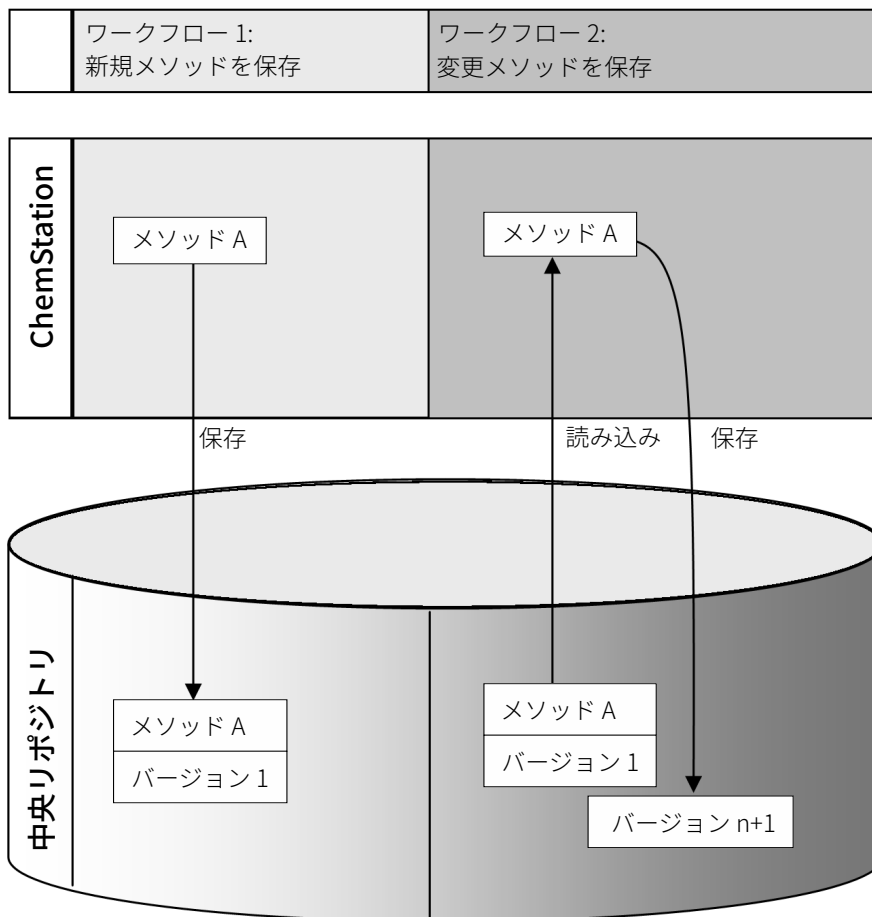 ワークフロー 1:
新規メソッドを保存
ワークフロー 2:
変更メソッドを保存
ChemStation
メソッド A
メソッド A
保存
読み込み
保存
中央リポジトリ
メソッド A
バージョン 1
メソッド A
バージョン 1
バージョン n+1